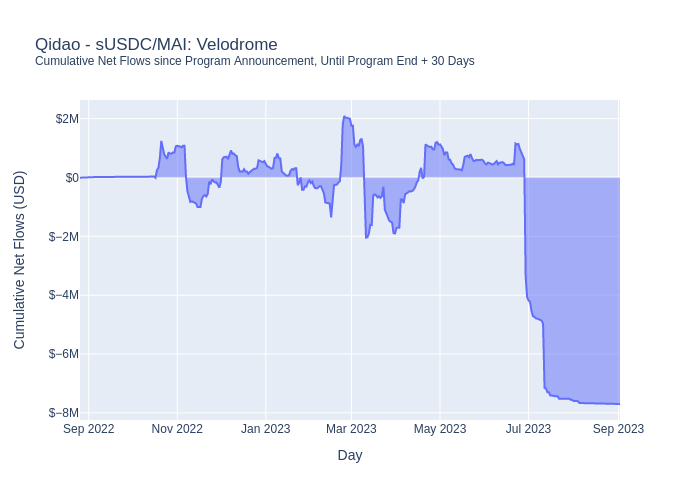 Qidao - sUSDC/MAI: Velodrome
Cumulative Net Flows since Program Announcement, Until Program End + 30 Days
Cumulative Net Flows (USD)
$2M
$0
$−2M
$−4M
$−6M
$−8M
Sep 2022 Nov 2022 Jan 2023 Mar 2023 May 2023 Jul 2023 Sep 2023
Day